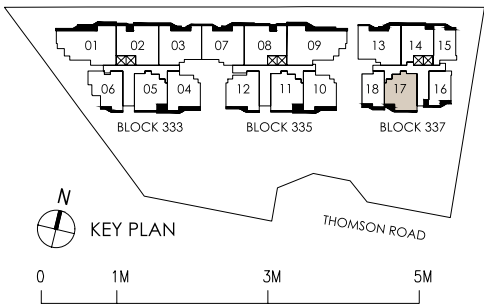 01 02 03 07 08 09 13 14 15
06 05 04 12 11 10 18 17 16
BLOCK 333 BLOCK 335 BLOCK 337
N
KEY PLAN
THOMSON ROAD
0 1M 3M 5M